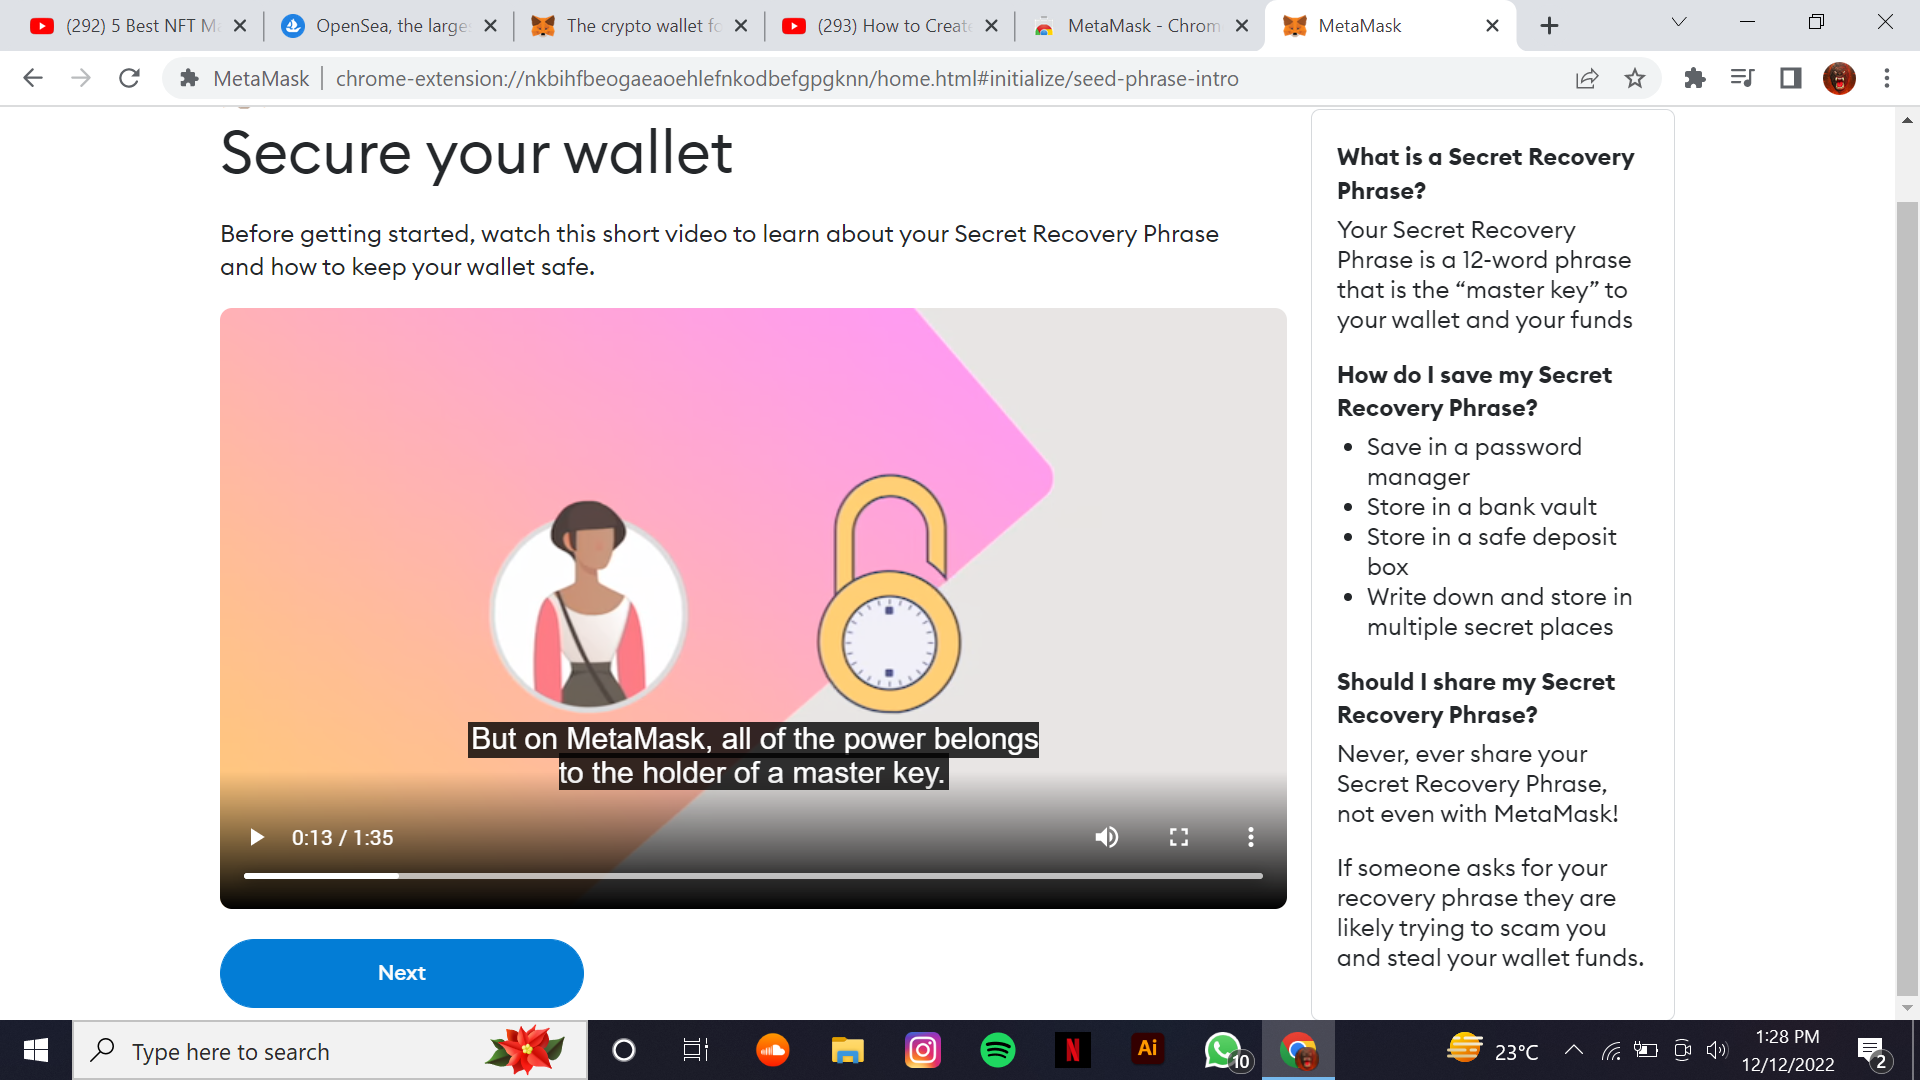 (292) 5 Best NFT Ma
OpenSea, the large
The crypto wallet fo
(293) How to Create
MetaMask - Chrom
MetaMask
MetaMask
chrome-extension://nkbihfbeogaeaoehlefnkodbefgpgknn/home.html#initialize/seed-phrase-intro
Secure your wallet
Before getting started, watch this short video to learn about your Secret Recovery Phrase
and how to keep your wallet safe.
But on MetaMask, all of the power belongs
to the holder of a master key.
0:13 / 1:35
Next
What is a Secret Recovery
Phrase?
Your Secret Recovery
Phrase is a 12-word phrase
that is the “master key” to
your wallet and your funds
How do I save my Secret
Recovery Phrase?
• Save in a password
manager
• Store in a bank vault
• Store in a safe deposit
box
• Write down and store in
multiple secret places
Should I share my Secret
Recovery Phrase?
Never, ever share your
Secret Recovery Phrase,
not even with MetaMask!
If someone asks for your
recovery phrase they are
likely trying to scam you
and steal your wallet funds.
Type here to search
N
Ai
10
23°C
1:28 PM
12/12/2022
2